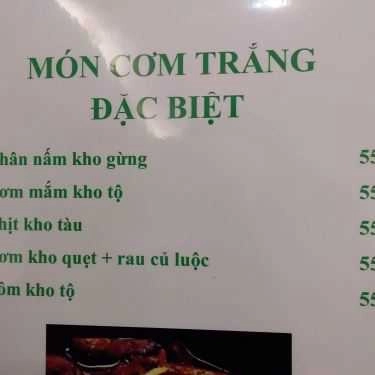 MÓN CƠM TRẮNG
ĐẶC BIỆT
hân nấm kho gừng 55
ơm mắm kho tộ 55
hịt kho tàu 55
ơm kho quẹt + rau củ luộc 55
ôm kho tộ 55